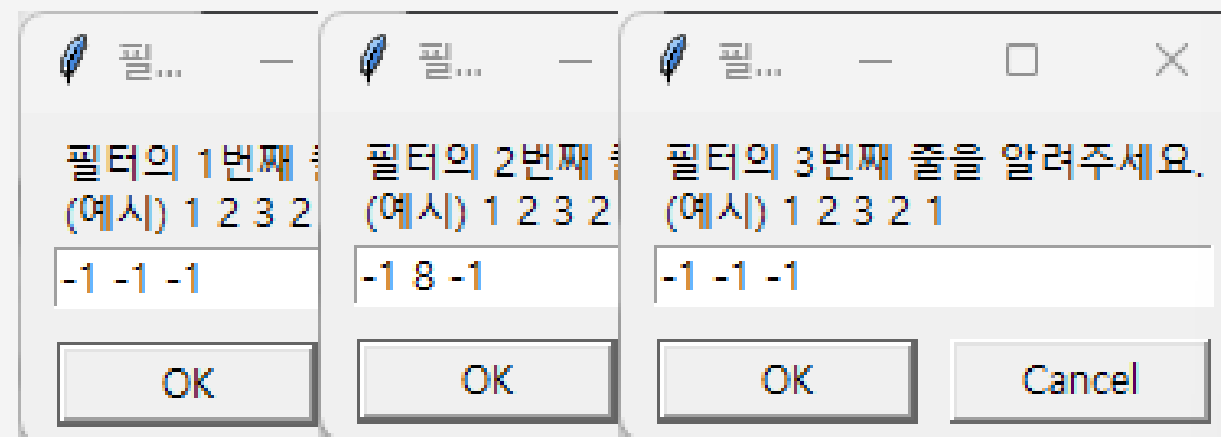 필...
필터의 1번째
(예시) 1 2 3 2
-1 -1 -1
OK
필...
필터의 2번째
(예시) 1 2 3 2
-1 8 -1
OK
필...
필터의 3번째 줄을 알려주세요.
(예시) 1 2 3 2 1
-1 -1 -1
OK
Cancel